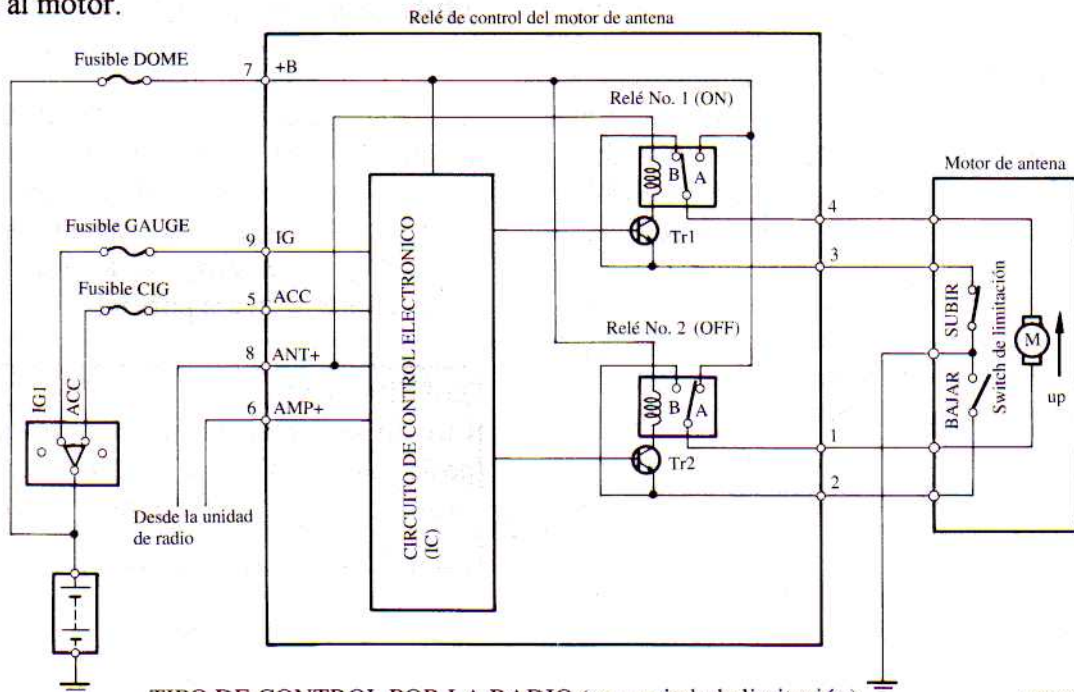 al motor.
Relé de control del motor de antena
Fusible DOME
7
+B
Relé No. 1 (ON)
B
A
Motor de antena
4
Fusible GAUGE
Tr1
9
IG
3
Fusible CIG
5
ACC
CIRCUITO DE CONTROL ELECTRONICO
(IC)
SUBIR
Switch de limitación
Relé No. 2 (OFF)
8
ANT+
M
up
IG1
ACC
B
A
BAJAR
6
AMP+
1
Tr2
2
Desde la unidad
de radio
TIPO DE CONTROL POR LA RADIO